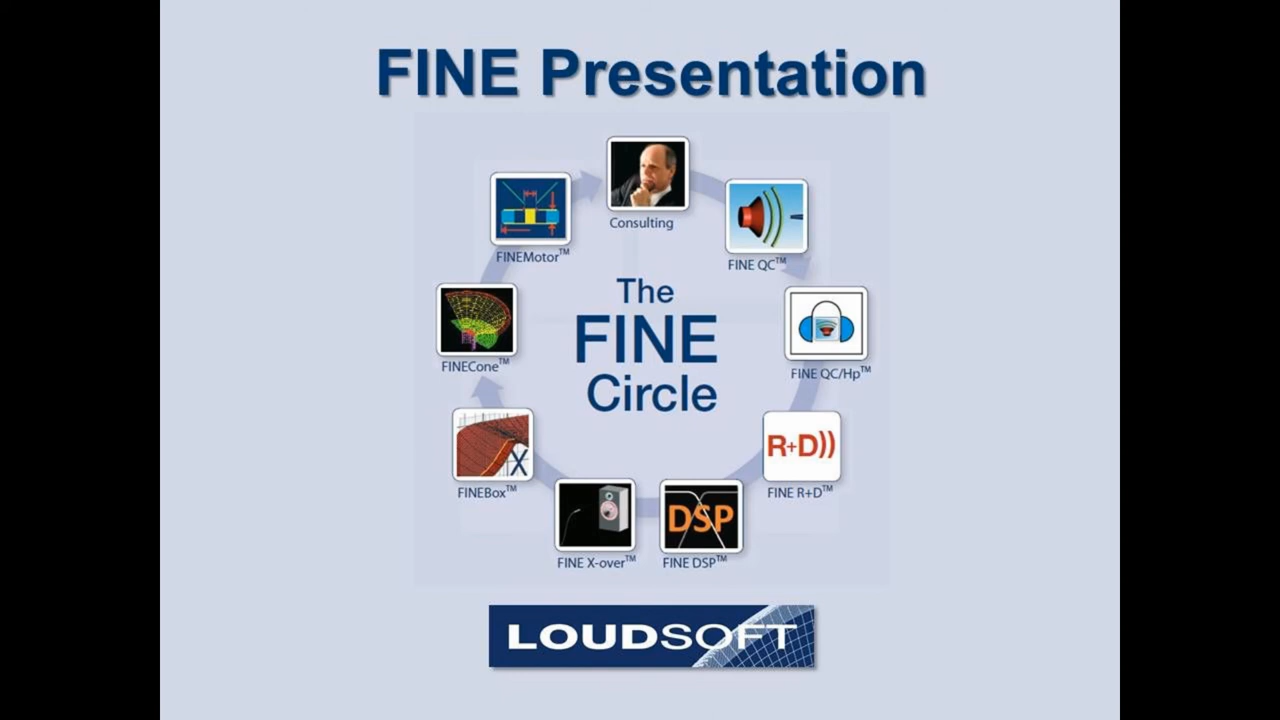 FINE Presentation
Consulting
FINEMotor™
FINE QC™
The
FINE
Circle
FINECone™
FINE QC/Hp™
R+D))
X
FINEBox™
FINE R+D™
DSP
FINE X-over™
FINE DSP™
LOUDSOFT